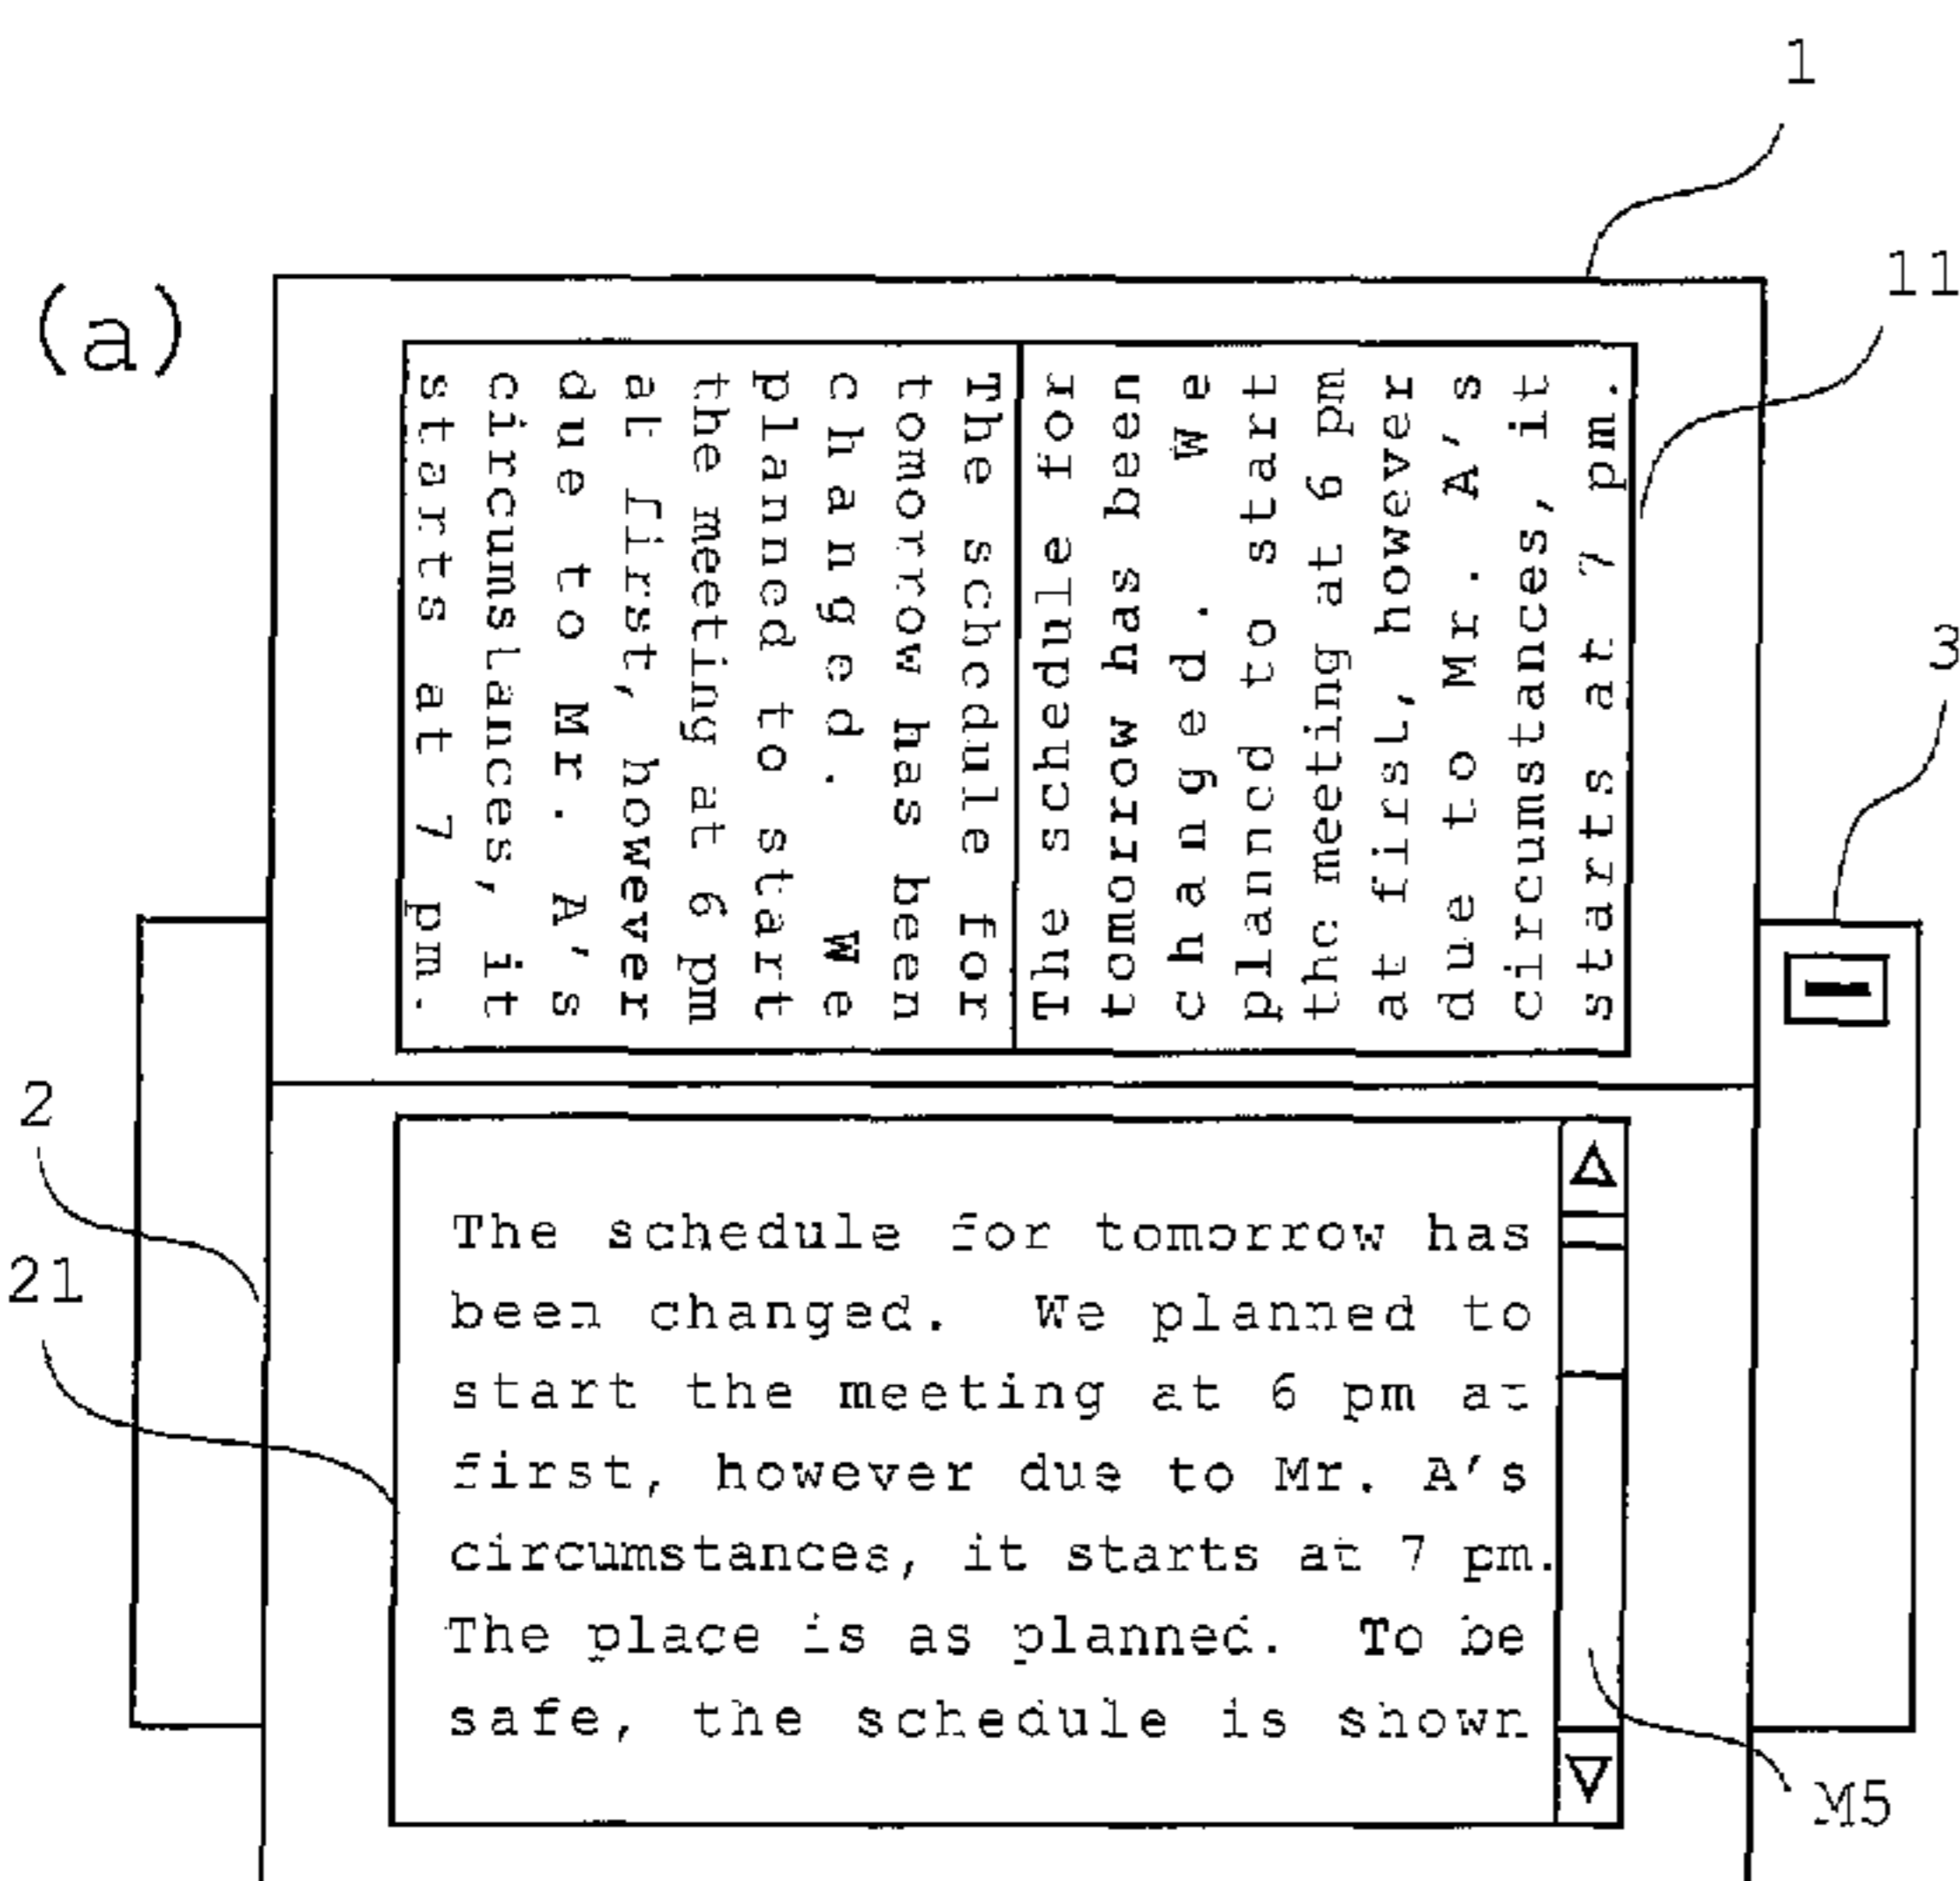 1
11
(a)
The schedule for
tomorrow has been
changed. We
planned to start
the meeting at 6 pm
at first, however
due to Mr. A's
circumstances, it
starts at 7 pm.
The schedule for
tomorrow has been
changed. We
planned to start
the meeting at 6 pm
at first, however
due to Mr. A's
circumstances, it
starts at 7 pm.
3
2
21
The schedule for tomorrow has
been changed. We planned to
start the meeting at 6 pm at
first, however due to Mr. A's
circumstances, it starts at 7 pm.
The place is as planned. To be
safe, the schedule is shown
M5